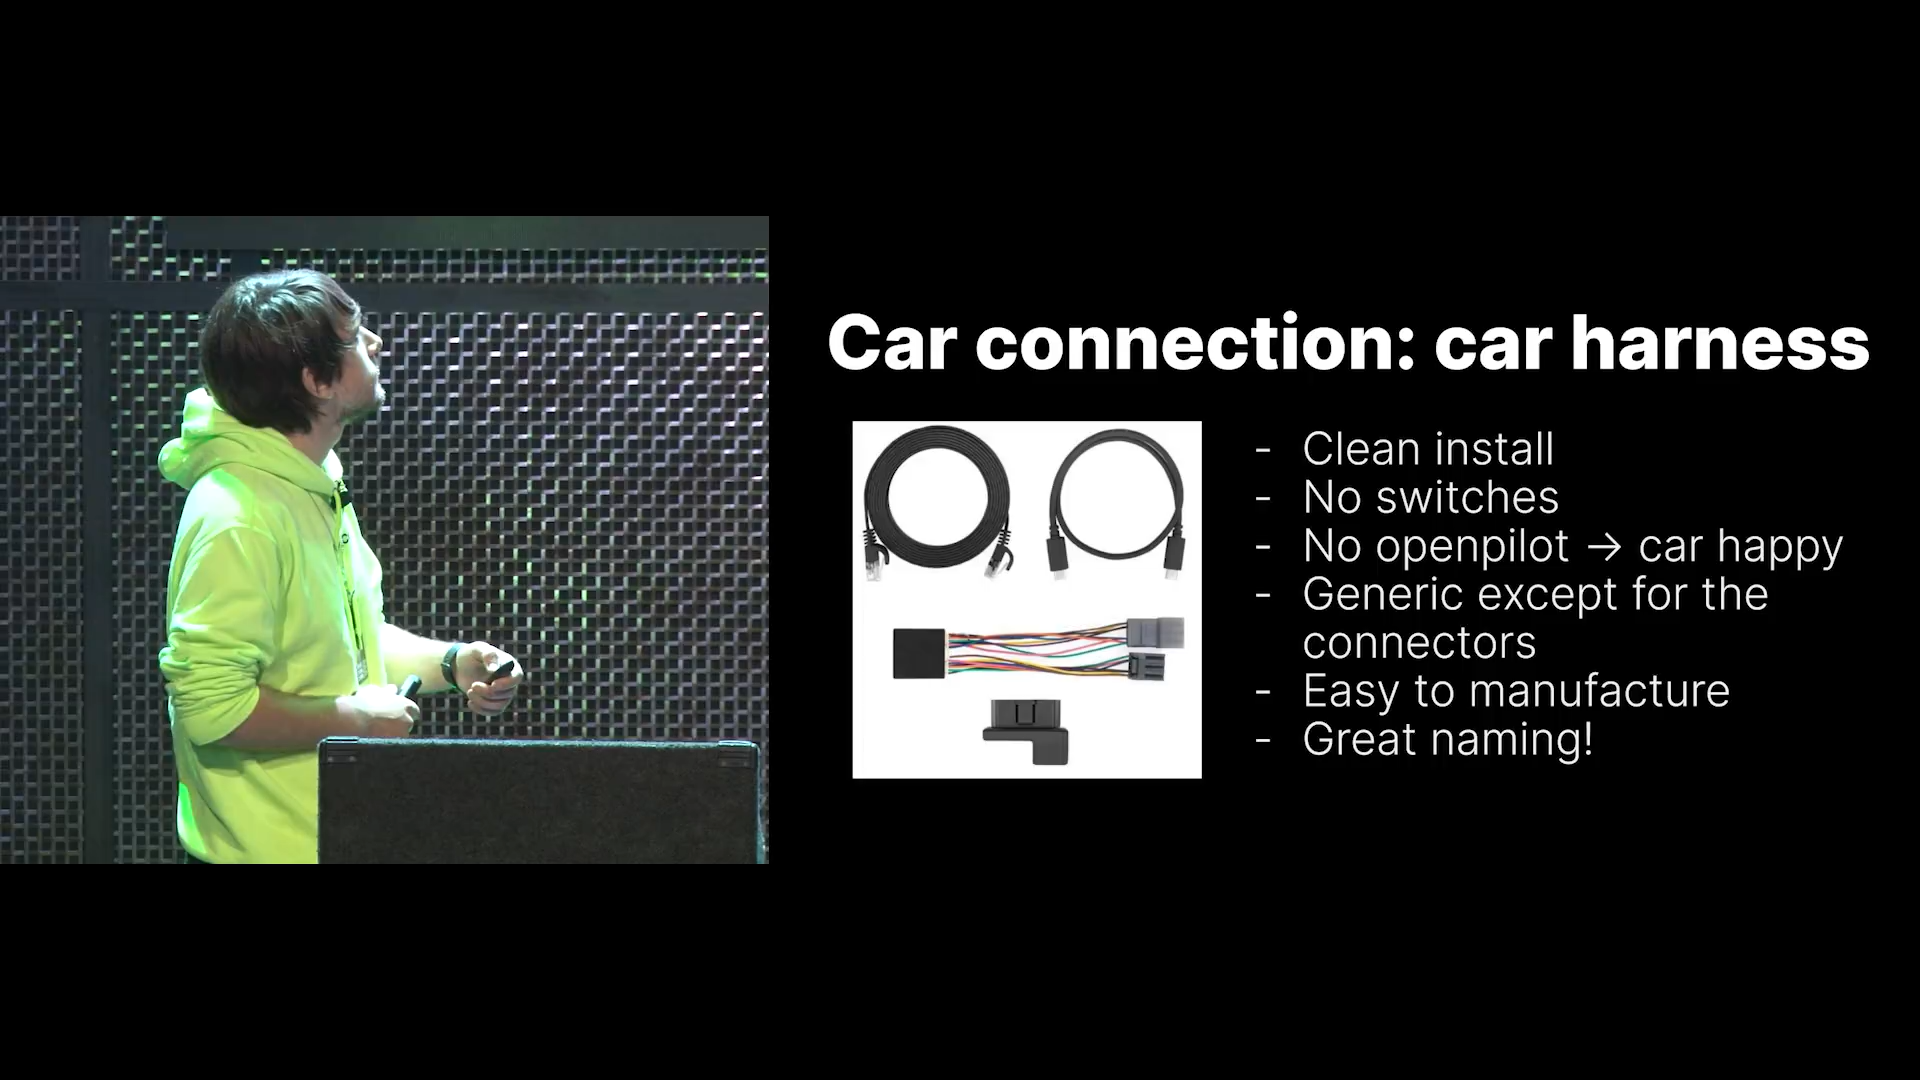 Car connection: car harness
- Clean install
- No switches
- No openpilot → car happy
- Generic except for the
connectors
- Easy to manufacture
- Great naming!